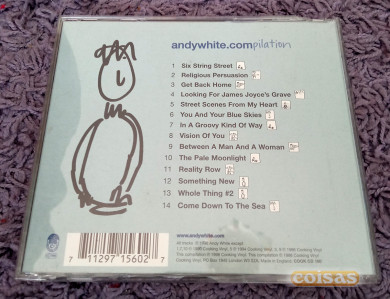 andywhite.compilation
1 Six String Street
2 Religious Persuasion
3 Get Back Home
4 Looking For James Joyce's Grave
5 Street Scenes From My Heart
6 You And Your Blue Skies
7 In A Groovy Kind Of Way
8 Vision Of You
9 Between A Man And A Woman
10 The Pale Moonlight
11 Reality Row
12 Something New
13 Whole Thing #2
14 Come Down To The Sea
www.andywhite.com
7 11297 15602 7
coisas